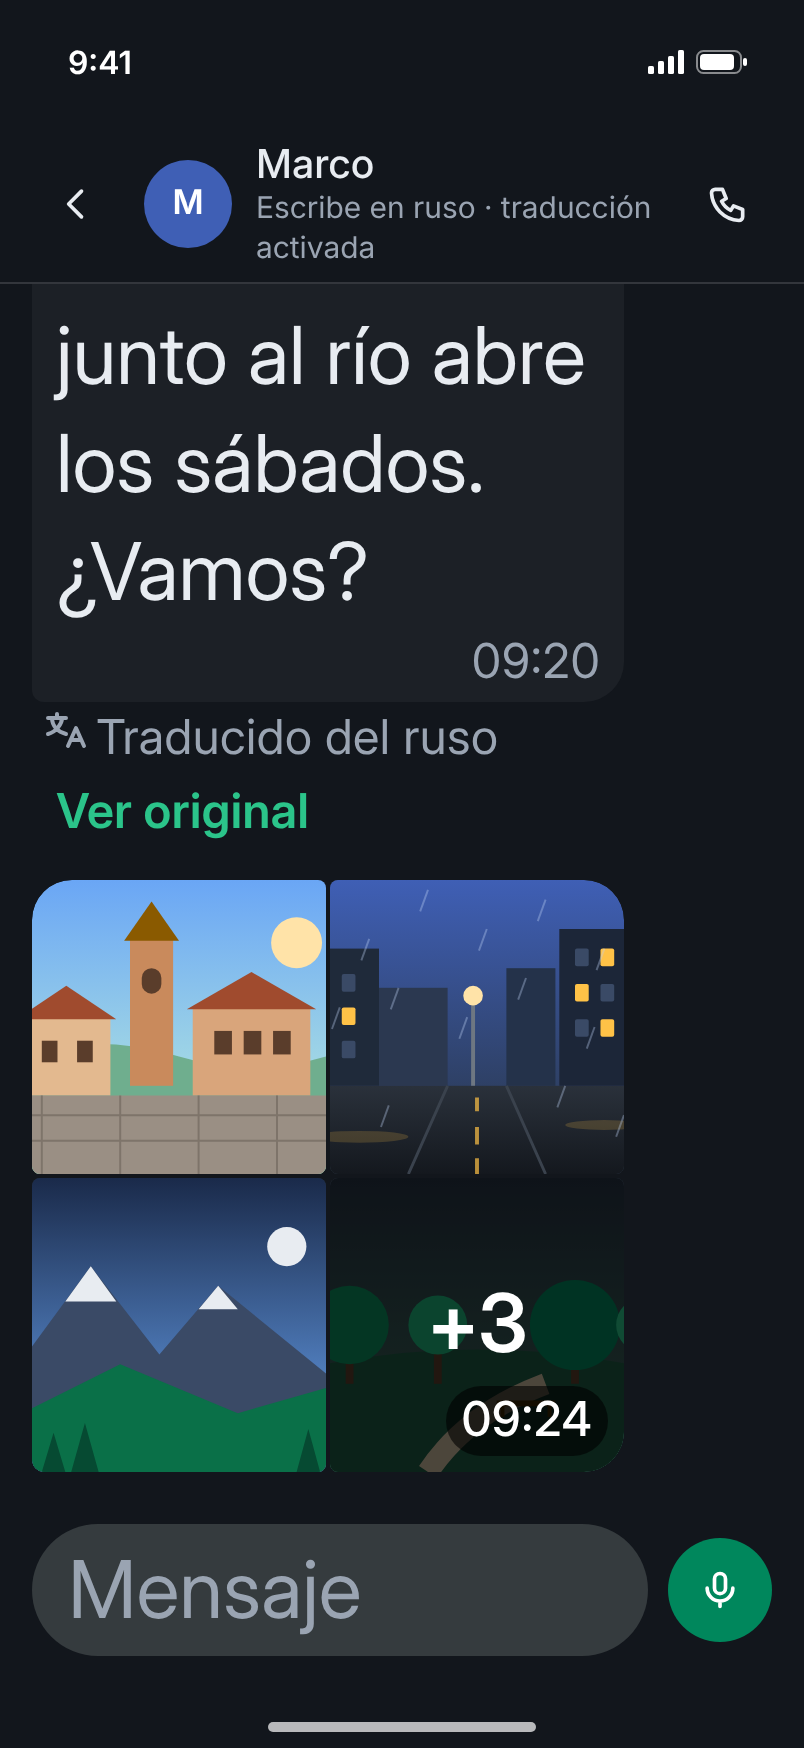 9:41
M
Marco
Escribe en ruso · traducción
activada
junto al río abre
los sábados.
¿Vamos?
09:20
Traducido del ruso
Ver original
+3
09:24
Mensaje